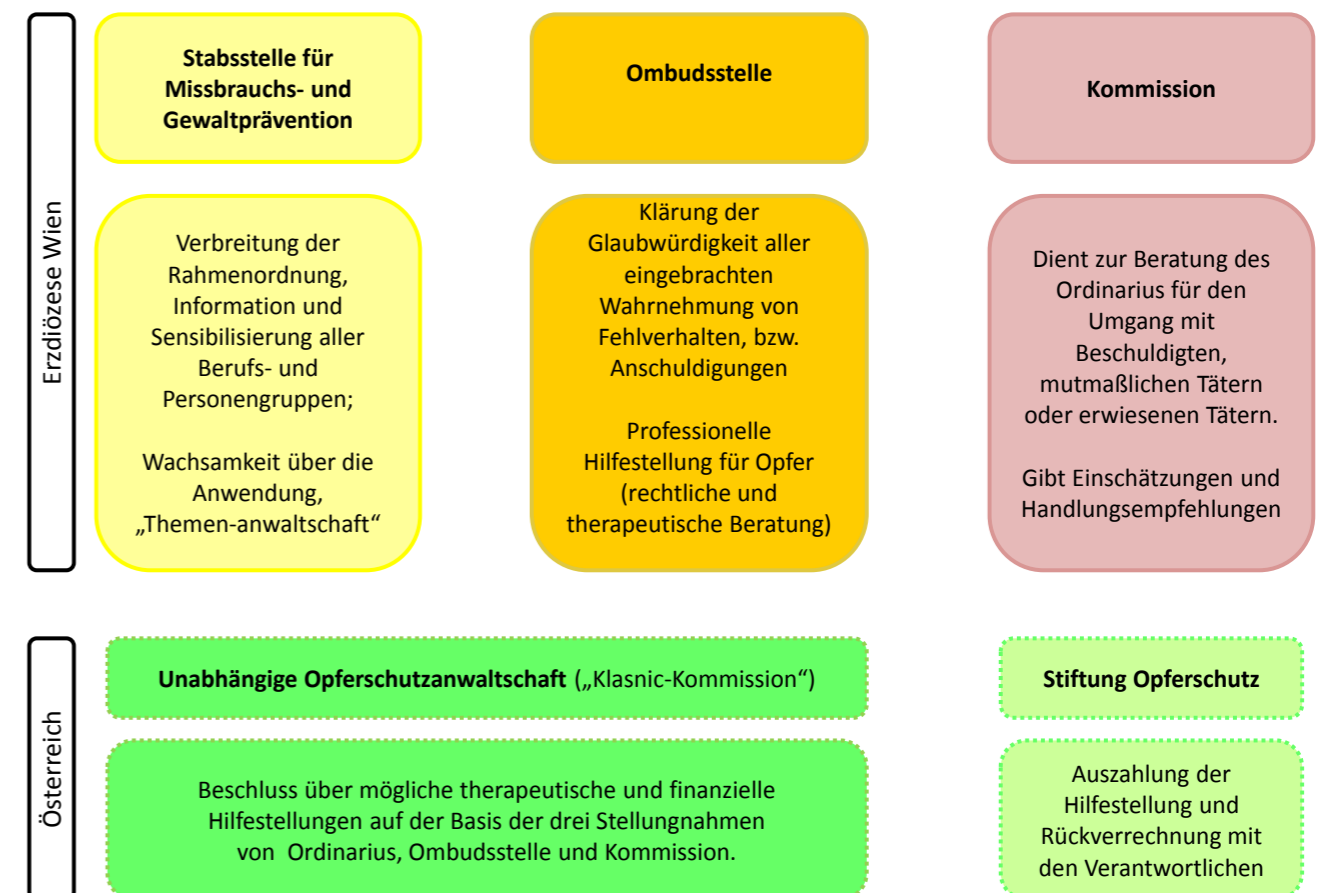 Erzdiözese Wien
Stabsstelle für
Missbrauchs- und
Gewaltprävention
Ombudsstelle
Kommission
Verbreitung der
Rahmenordnung,
Information und
Sensibilisierung aller
Berufs- und
Personengruppen;
Wachsamkeit über die
Anwendung,
„Themen-anwaltschaft“
Klärung der
Glaubwürdigkeit aller
eingebrachten
Wahrnehmung von
Fehlverhalten, bzw.
Anschuldigungen
Professionelle
Hilfestellung für Opfer
(rechtliche und
therapeutische Beratung)
Dient zur Beratung des
Ordinarius für den
Umgang mit
Beschuldigten,
mutmaßlichen Tätern
oder erwiesenen Tätern.
Gibt Einschätzungen und
Handlungsempfehlungen
Österreich
Unabhängige Opferschutzanwaltschaft („Klasnic-Kommission“)
Stiftung Opferschutz
Beschluss über mögliche therapeutische und finanzielle
Hilfestellungen auf der Basis der drei Stellungnahmen
von Ordinarius, Ombudsstelle und Kommission.
Auszahlung der
Hilfestellung und
Rückverrechnung mit
den Verantwortlichen